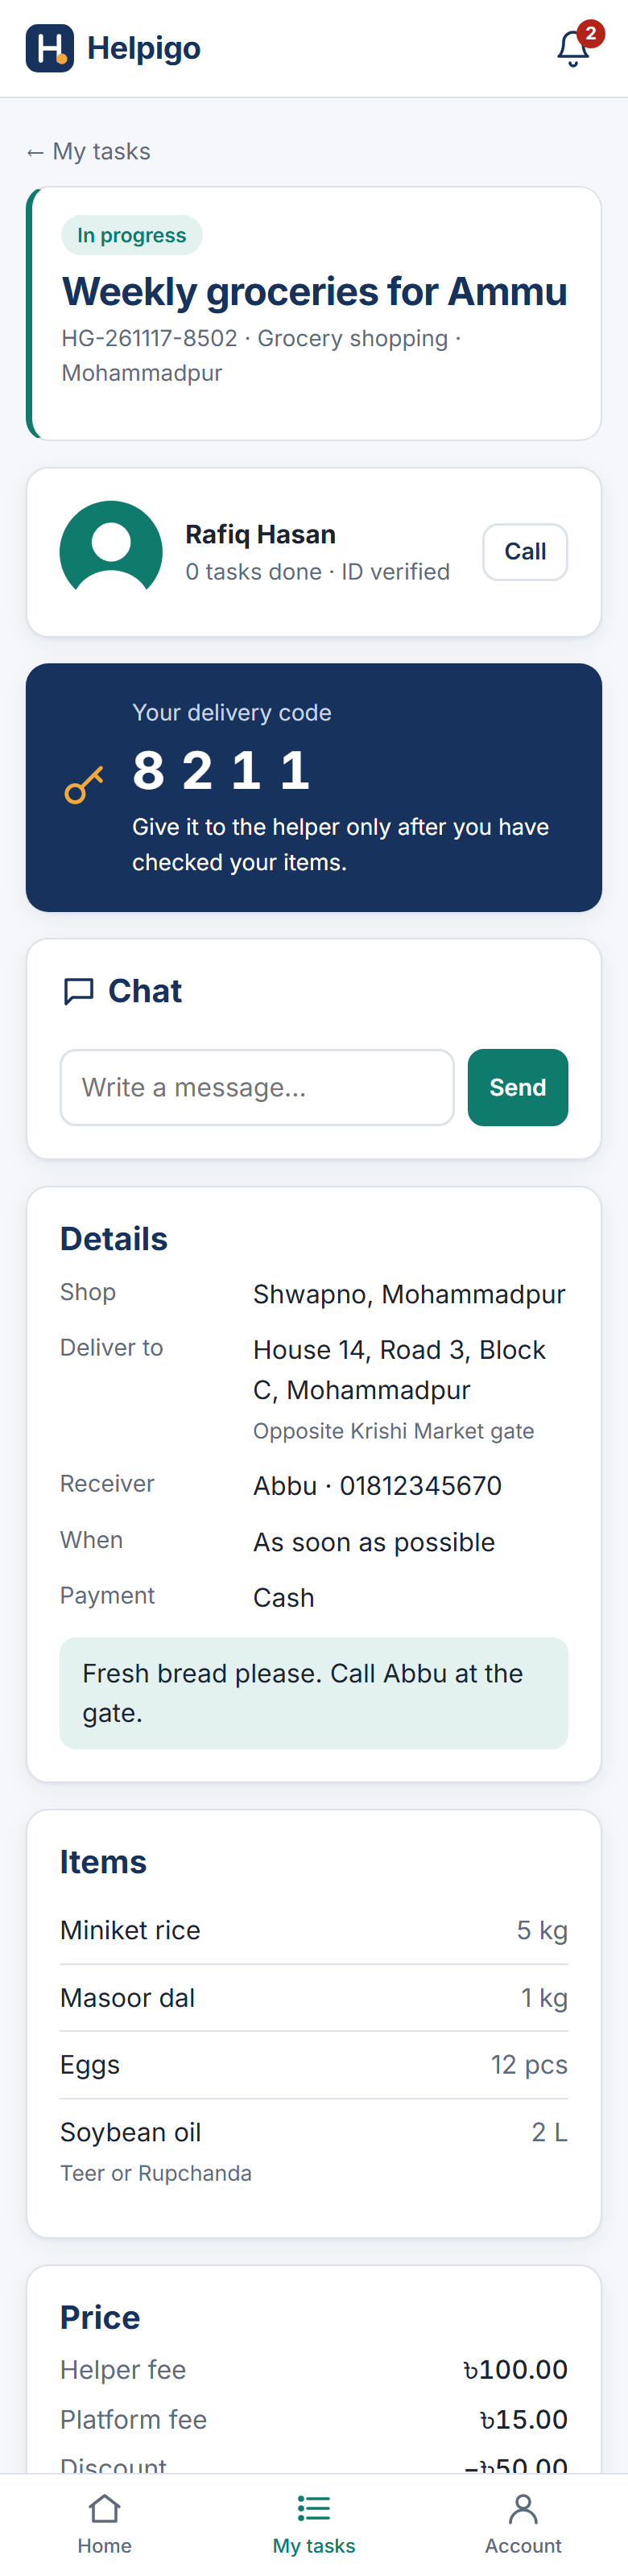 Helpigo
2
← My tasks
In progress
Weekly groceries for Ammu
HG-261117-8502 · Grocery shopping ·
Mohammadpur
Rafiq Hasan
0 tasks done · ID verified
Call
Your delivery code
8 2 1 1
Give it to the helper only after you have
checked your items.
Chat
Write a message...
Send
Details
Shop
Shwapno, Mohammadpur
Deliver to
House 14, Road 3, Block
C, Mohammadpur
Opposite Krishi Market gate
Receiver
Abbu · 01812345670
When
As soon as possible
Payment
Cash
Fresh bread please. Call Abbu at the
gate.
Items
Miniket rice 5 kg
Masoor dal 1 kg
Eggs 12 pcs
Soybean oil 2 L
Teer or Rupchanda
Price
Helper fee ৳100.00
Platform fee ৳15.00
Discount −৳50.00
Home
My tasks
Account